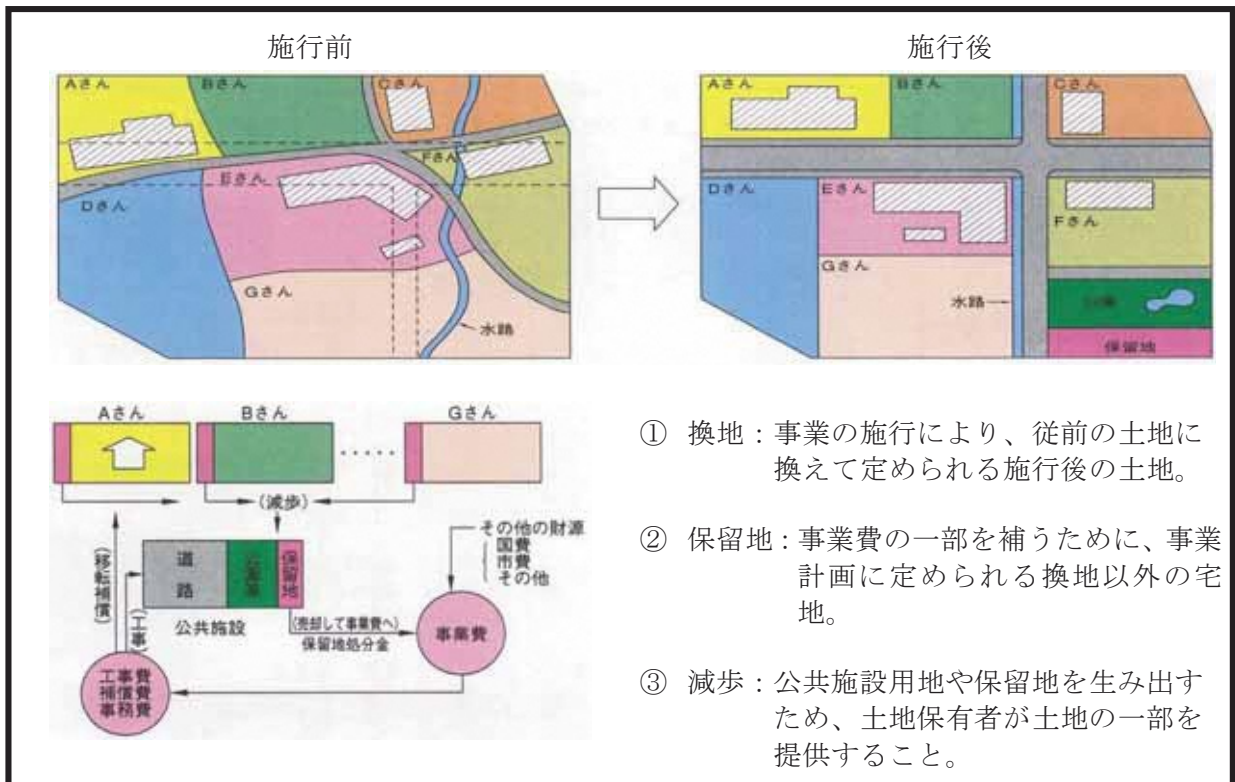 施行前
施行後
Aさん
Bさん
Cさん
Fさん
Eさん
Dさん
Gさん
水路
Aさん
Bさん
Cさん
Dさん
Eさん
Fさん
Gさん
水路
保留地
Aさん
Bさん
Gさん
(減歩)
(移転補償)
(工事)
道路
保留地
公共施設
(売却して事業費へ)
保留地処分金
その他の財源
国費
市費
その他
事業費
工事費
補償費
事務費
① 換地：事業の施行により、従前の土地に
換えて定められる施行後の土地。
② 保留地：事業費の一部を補うために、事業
計画に定められる換地以外の宅
地。
③ 減歩：公共施設用地や保留地を生み出す
ため、土地保有者が土地の一部を
提供すること。